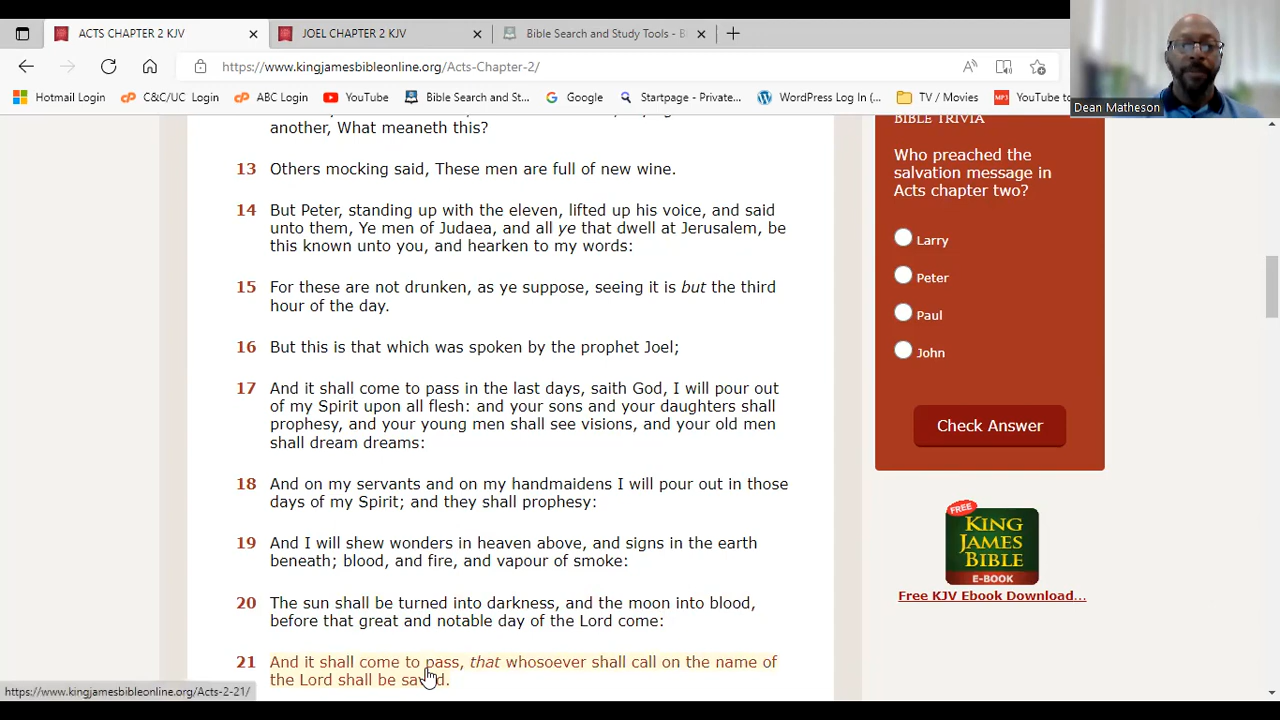 ACTS CHAPTER 2 KJV
JOEL CHAPTER 2 KJV
Bible Search and Study Tools - B
https://www.kingjamesbibleonline.org/Acts-Chapter-2/
Hotmail Login
C&C/UC Login
ABC Login
YouTube
Bible Search and St...
Google
Startpage - Private...
WordPress Log In (...
TV / Movies
MP3
YouTube to
Dean Matheson
another, What meaneth this?
13 Others mocking said, These men are full of new wine.
14 But Peter, standing up with the eleven, lifted up his voice, and said
unto them, Ye men of Judaea, and all ye that dwell at Jerusalem, be
this known unto you, and hearken to my words:
15 For these are not drunken, as ye suppose, seeing it is but the third
hour of the day.
16 But this is that which was spoken by the prophet Joel;
17 And it shall come to pass in the last days, saith God, I will pour out
of my Spirit upon all flesh: and your sons and your daughters shall
prophesy, and your young men shall see visions, and your old men
shall dream dreams:
18 And on my servants and on my handmaidens I will pour out in those
days of my Spirit; and they shall prophesy:
19 And I will shew wonders in heaven above, and signs in the earth
beneath; blood, and fire, and vapour of smoke:
20 The sun shall be turned into darkness, and the moon into blood,
before that great and notable day of the Lord come:
21 And it shall come to pass, that whosoever shall call on the name of
the Lord shall be saved.
https://www.kingjamesbibleonline.org/Acts-2-21/
BIBLE TRIVIA
Who preached the
salvation message in
Acts chapter two?
Larry
Peter
Paul
John
Check Answer
FREE
KING
JAMES
BIBLE
E-BOOK
Free KJV Ebook Download...